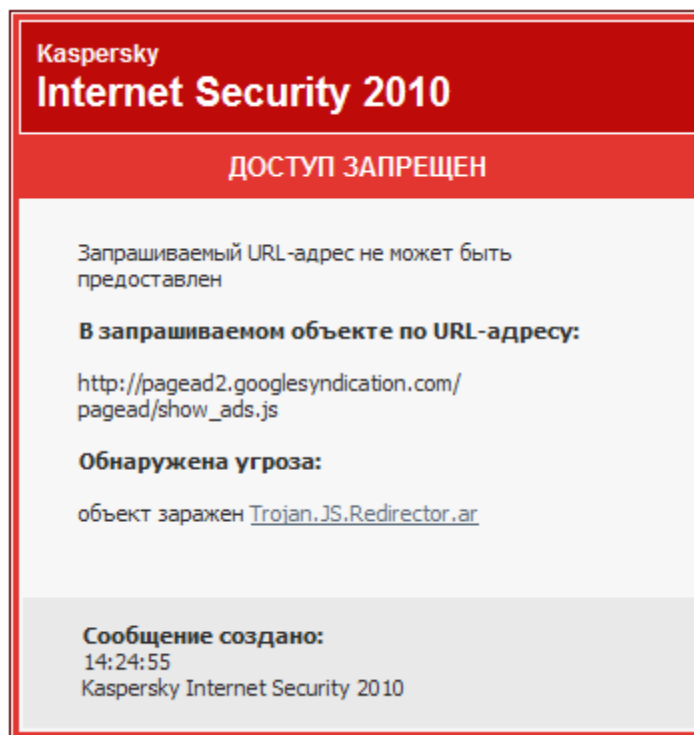 Kaspersky
Internet Security 2010
ДОСТУП ЗАПРЕЩЕН
Запрашиваемый URL-адрес не может быть
предоставлен
В запрашиваемом объекте по URL-адресу:
http://pagead2.googlesyndication.com/
pagead/show_ads.js
Обнаружена угроза:
объект заражен Trojan.JS.Redirector.ar
Сообщение создано:
14:24:55
Kaspersky Internet Security 2010